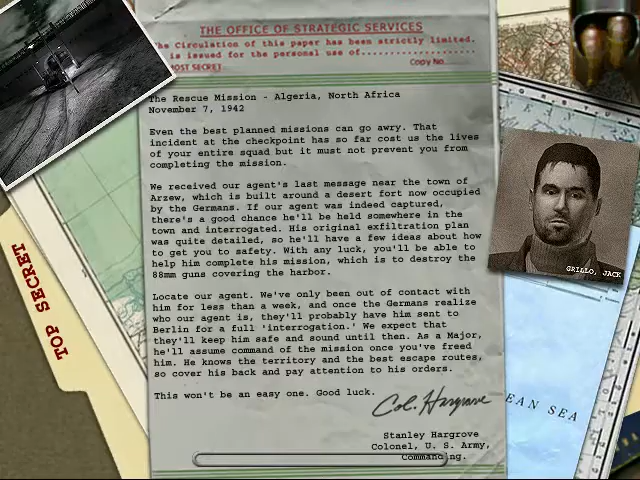 THE OFFICE OF STRATEGIC SERVICES
The Circulation of this paper has been strictly limited.
is issued for the personal use of
MOST SECRET Copy No.
The Rescue Mission - Algeria, North Africa
November 7, 1942
Even the best planned missions can go awry. That
incident at the checkpoint has so far cost us the lives
of your entire squad but it must not prevent you from
completing the mission.
We received our agent's last message near the town of
Arzew, which is built around a desert fort now occupied
by the Germans. If our agent was indeed captured,
there's a good chance he'll be held somewhere in the
town and interrogated. His original exfiltration plan
was quite detailed, so he'll have a few ideas about how
to get you to safety. With any luck, you'll be able to
help him complete his mission, which is to destroy the
88mm guns covering the harbor.
Locate our agent. We've only been out of contact with
him for less than a week, and once the Germans realize
who our agent is, they'll probably have him sent to
Berlin for a full 'interrogation.' We expect that
they'll keep him safe and sound until then. As a Major,
he'll assume command of the mission once you've freed
him. He knows the territory and the best escape routes,
so cover his back and pay attention to his orders.
This won't be an easy one. Good luck.
Col. Hargrove
Stanley Hargrove
Colonel, U. S. Army,
Commanding.
GRILLO, JACK
TOP SECRET
EAN SEA